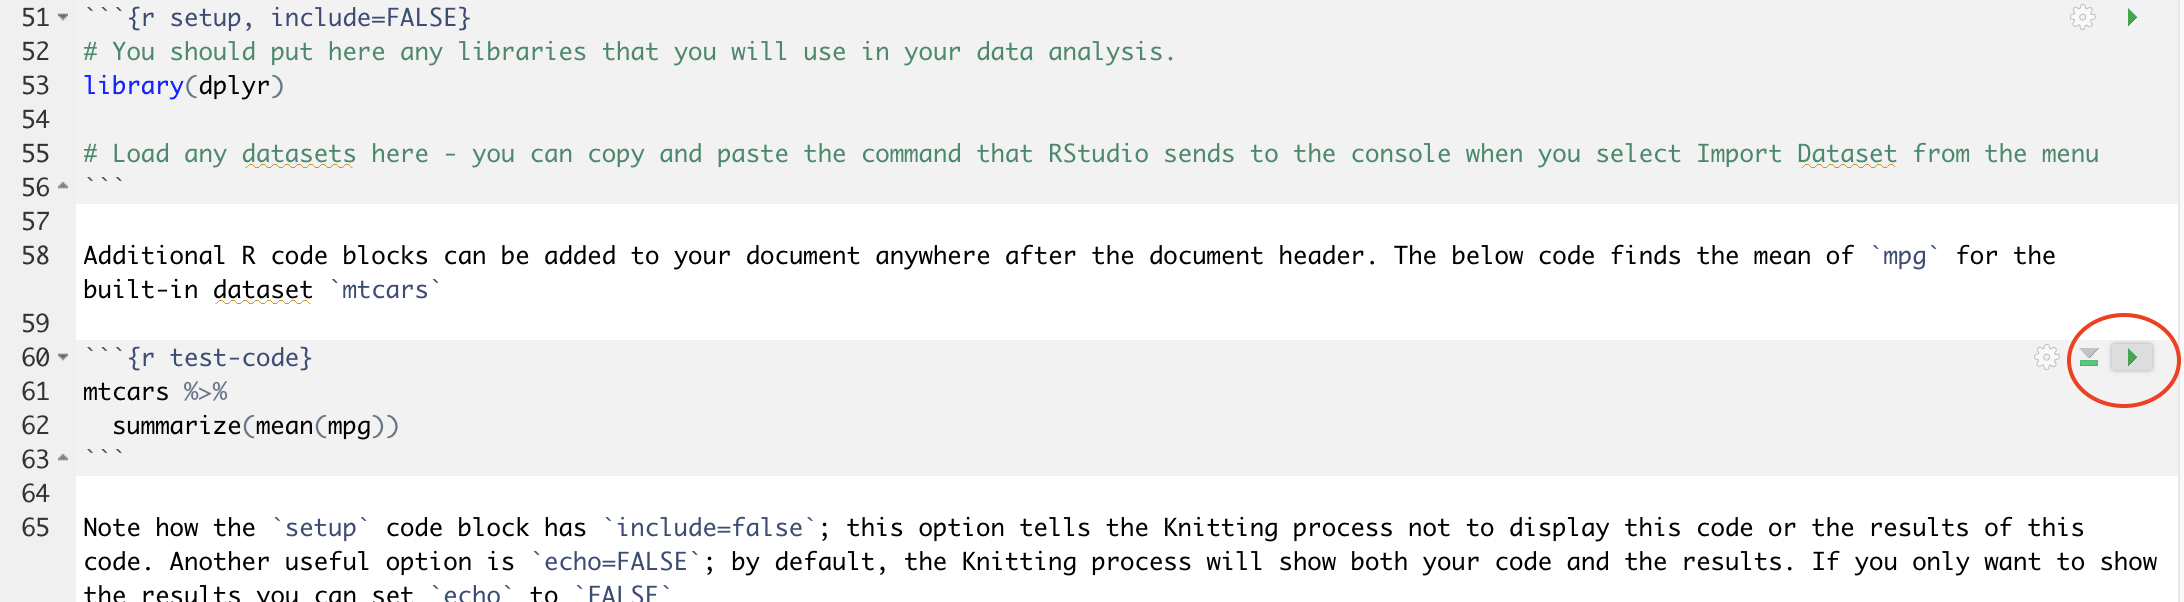 51 ```{r setup, include=FALSE}
52 # You should put here any libraries that you will use in your data analysis.
53 library(dplyr)
54
55 # Load any datasets here - you can copy and paste the command that RStudio sends to the console when you select Import Dataset from the menu
56 ```
57
58 Additional R code blocks can be added to your document anywhere after the document header. The below code finds the mean of `mpg` for the
built-in dataset `mtcars`
59
60 ```{r test-code}
61 mtcars %>%
62   summarize(mean(mpg))
63 ```
64
65 Note how the `setup` code block has `include=false`; this option tells the Knitting process not to display this code or the results of this
code. Another useful option is `echo=FALSE`; by default, the Knitting process will show both your code and the results. If you only want to show
the results you can set `echo` to `FALSE`